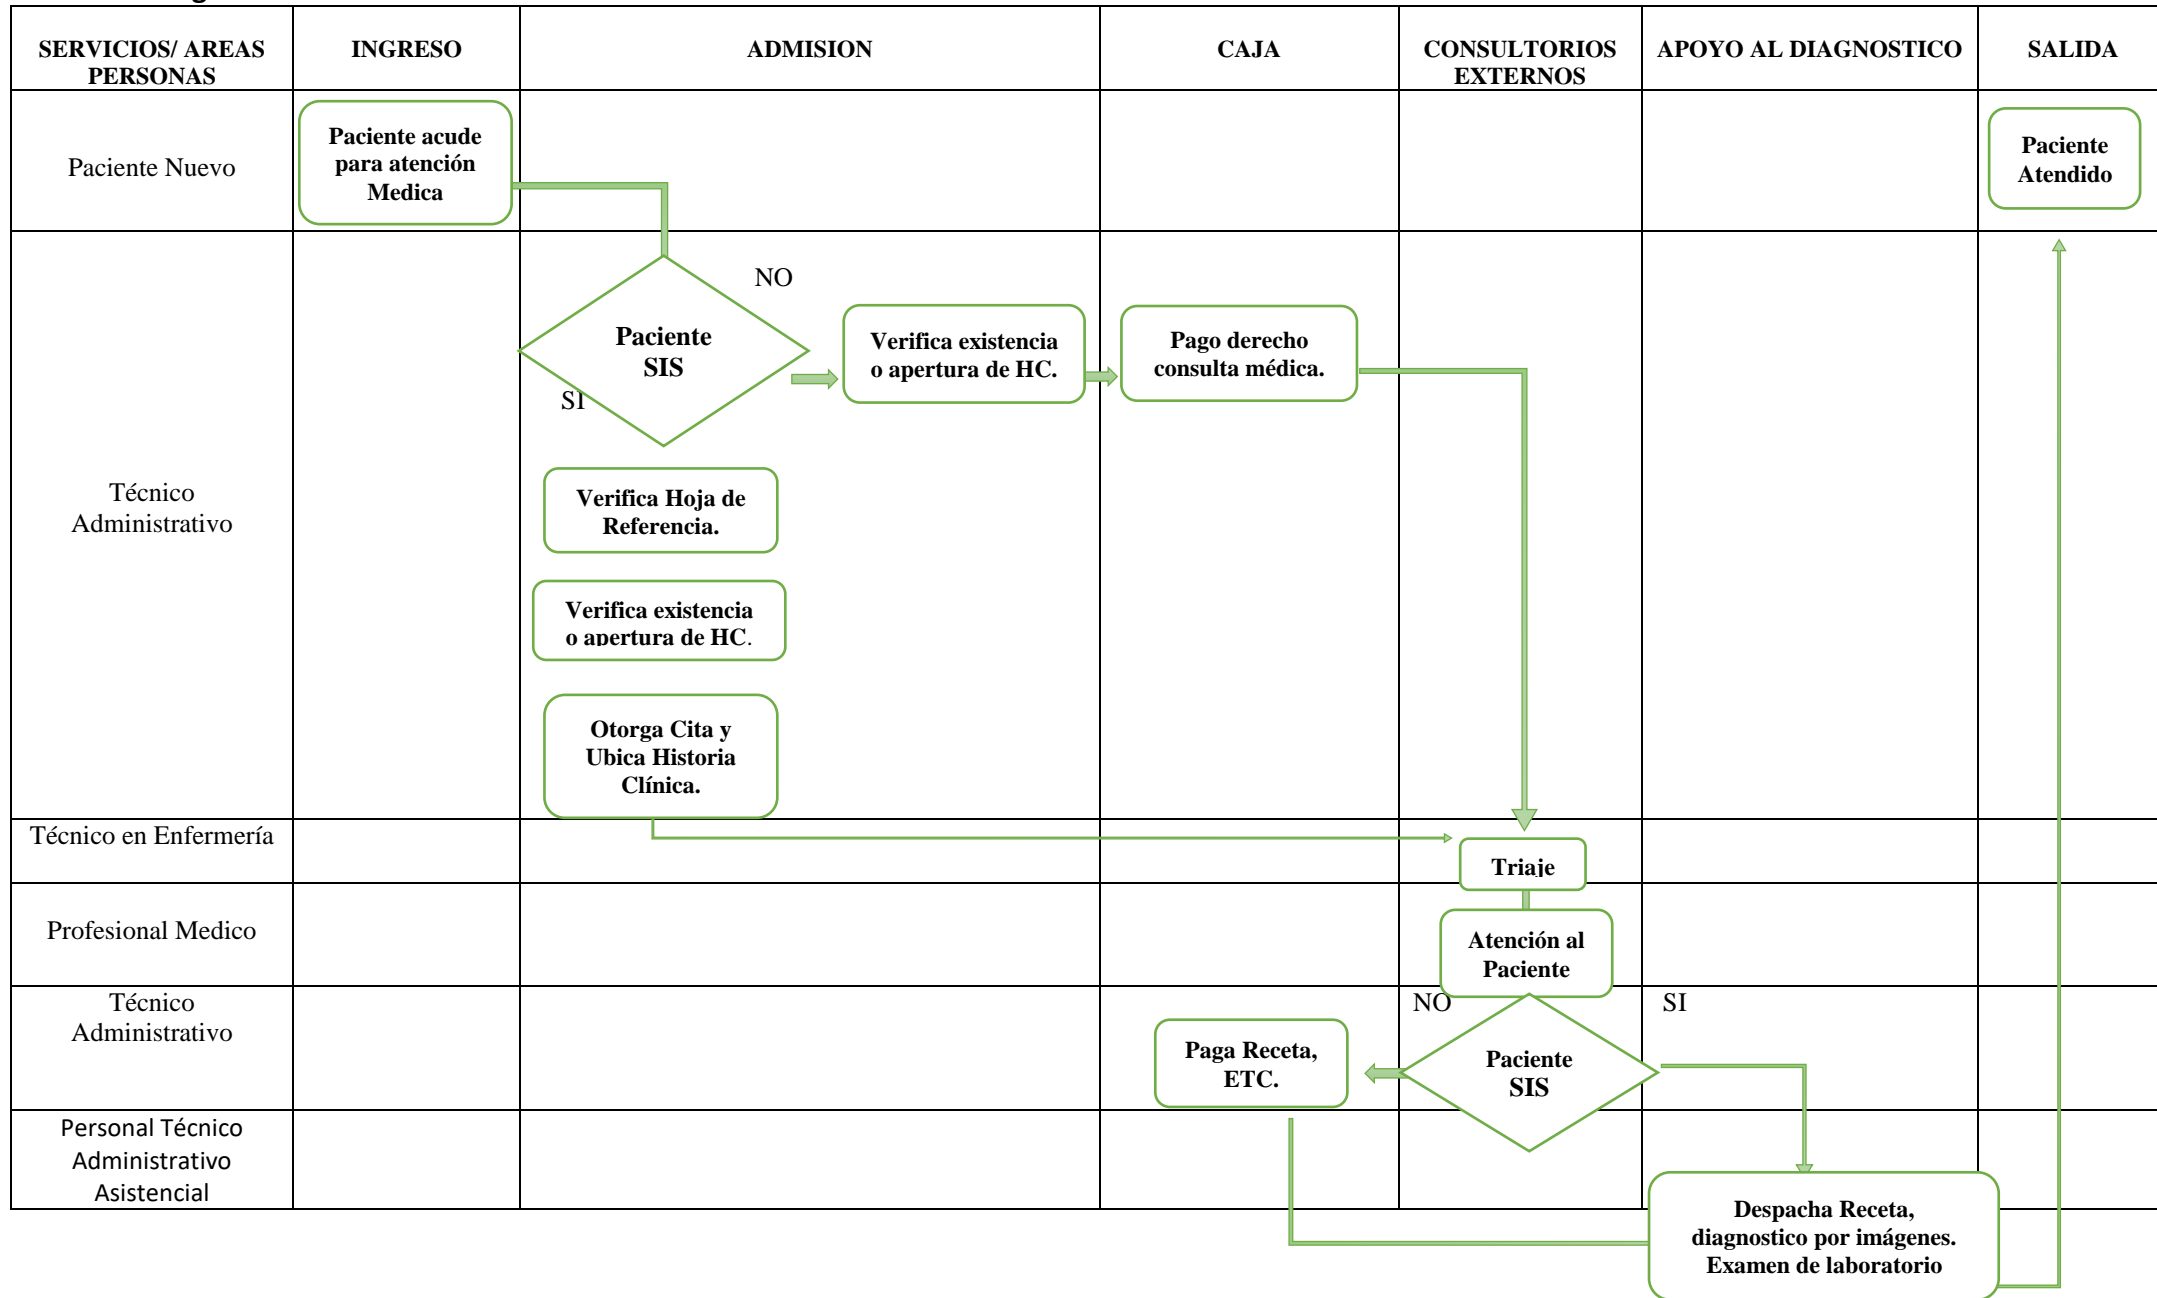 SERVICIOS/ AREAS
PERSONAS
INGRESO
ADMISION
CAJA
CONSULTORIOS
EXTERNOS
APOYO AL DIAGNOSTICO
SALIDA
Paciente Nuevo
Paciente acude
para atención
Medica
Paciente
Atendido
Técnico
Administrativo
NO
Paciente
SIS
SI
Verifica existencia
o apertura de HC.
Pago derecho
consulta médica.
Verifica Hoja de
Referencia.
Verifica existencia
o apertura de HC.
Otorga Cita y
Ubica Historia
Clínica.
Técnico en Enfermería
Triaje
Profesional Medico
Atención al
Paciente
Técnico
Administrativo
NO
SI
Paga Receta,
ETC.
Paciente
SIS
Personal Técnico
Administrativo
Asistencial
Despacha Receta,
diagnostico por imágenes.
Examen de laboratorio